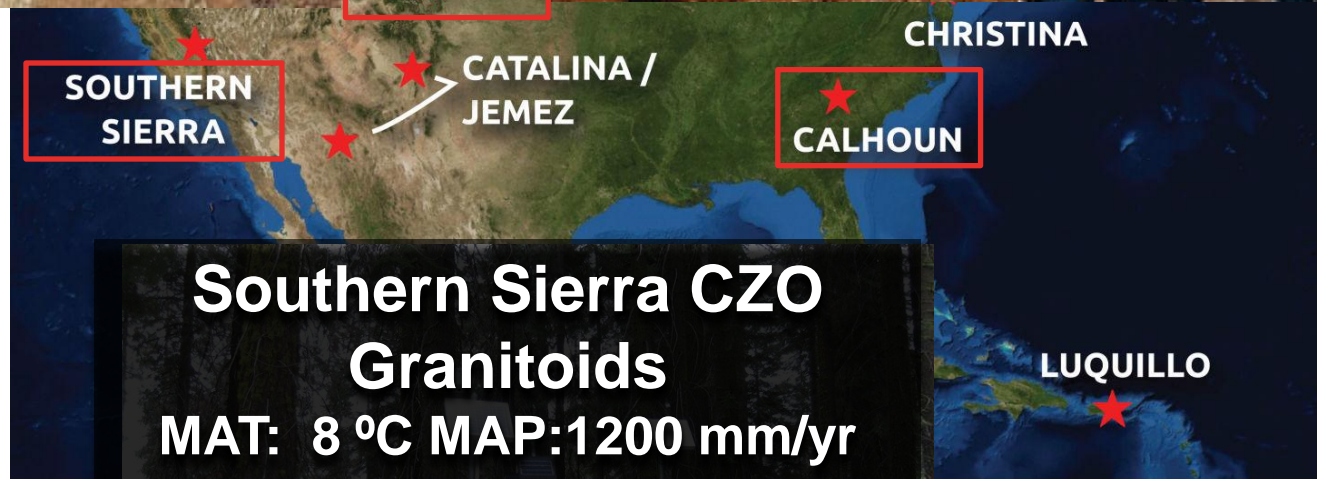 CHRISTINA
SOUTHERN
SIERRA
CATALINA /
JEMEZ
CALHOUN
Southern Sierra CZO
Granitoids
MAT:  8 ºC MAP:1200 mm/yr
LUQUILLO